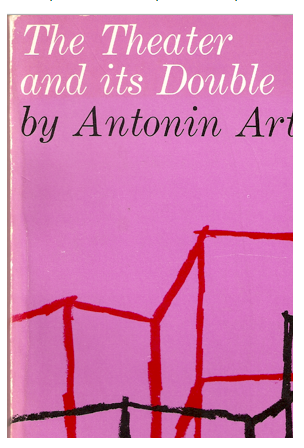 The Theater
and its Double
by Antonin Art